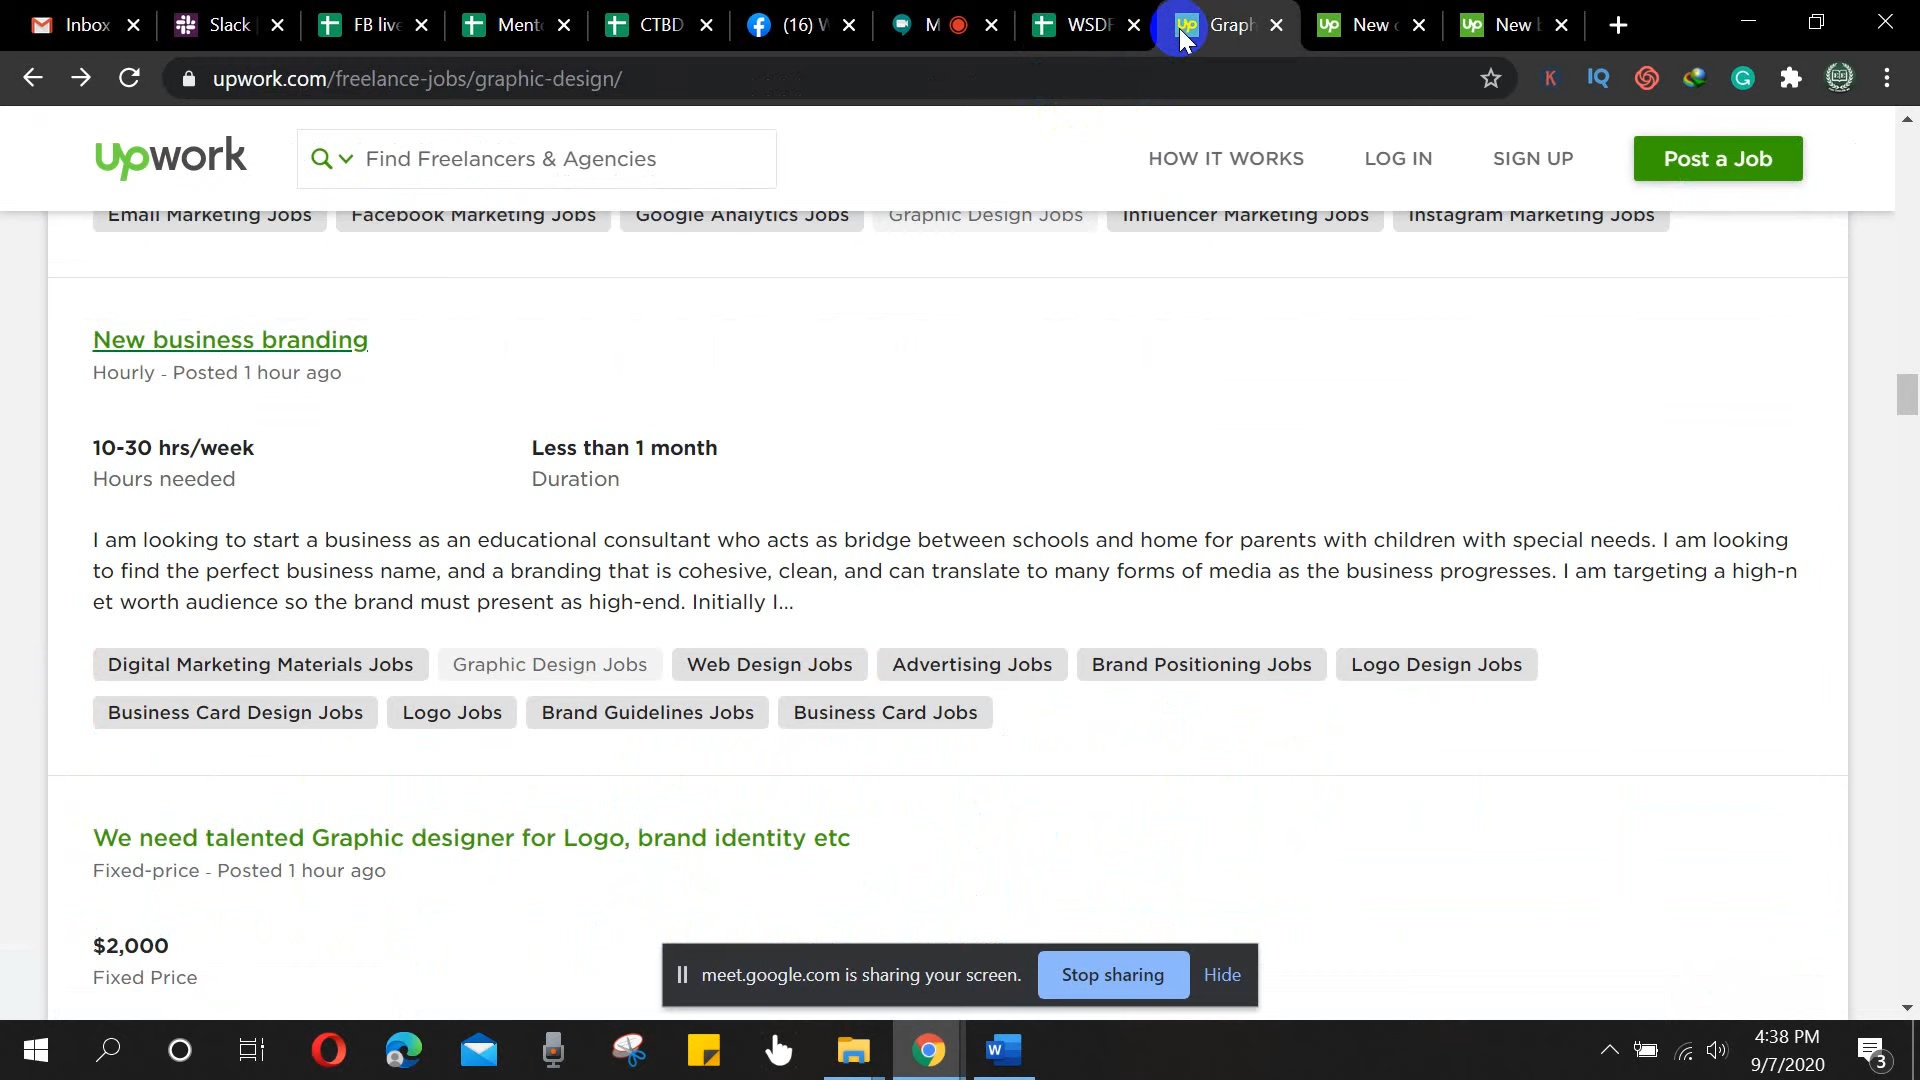 Inbox
Slack
FB live
Ment
CTBD
(16) W
M
WSDF
Graph
New
New
upwork.com/freelance-jobs/graphic-design/
upwork
Find Freelancers & Agencies
HOW IT WORKS
LOG IN
SIGN UP
Post a Job
Email Marketing Jobs
Facebook Marketing Jobs
Google Analytics Jobs
Graphic Design Jobs
Influencer Marketing Jobs
Instagram Marketing Jobs
New business branding
Hourly - Posted 1 hour ago
10-30 hrs/week
Less than 1 month
Hours needed
Duration
I am looking to start a business as an educational consultant who acts as bridge between schools and home for parents with children with special needs. I am looking
to find the perfect business name, and a branding that is cohesive, clean, and can translate to many forms of media as the business progresses. I am targeting a high-n
et worth audience so the brand must present as high-end. Initially I...
Digital Marketing Materials Jobs
Graphic Design Jobs
Web Design Jobs
Advertising Jobs
Brand Positioning Jobs
Logo Design Jobs
Business Card Design Jobs
Logo Jobs
Brand Guidelines Jobs
Business Card Jobs
We need talented Graphic designer for Logo, brand identity etc
Fixed-price - Posted 1 hour ago
$2,000
Fixed Price
meet.google.com is sharing your screen.
Stop sharing
Hide
4:38 PM
9/7/2020
3